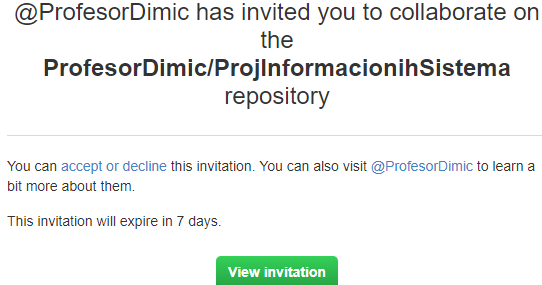 @ProfesorDimic has invited you to collaborate on
the
ProfesorDimic/ProjInformacionihSistema
repository
You can accept or decline this invitation. You can also visit @ProfesorDimic to learn a
bit more about them.
This invitation will expire in 7 days.
View invitation